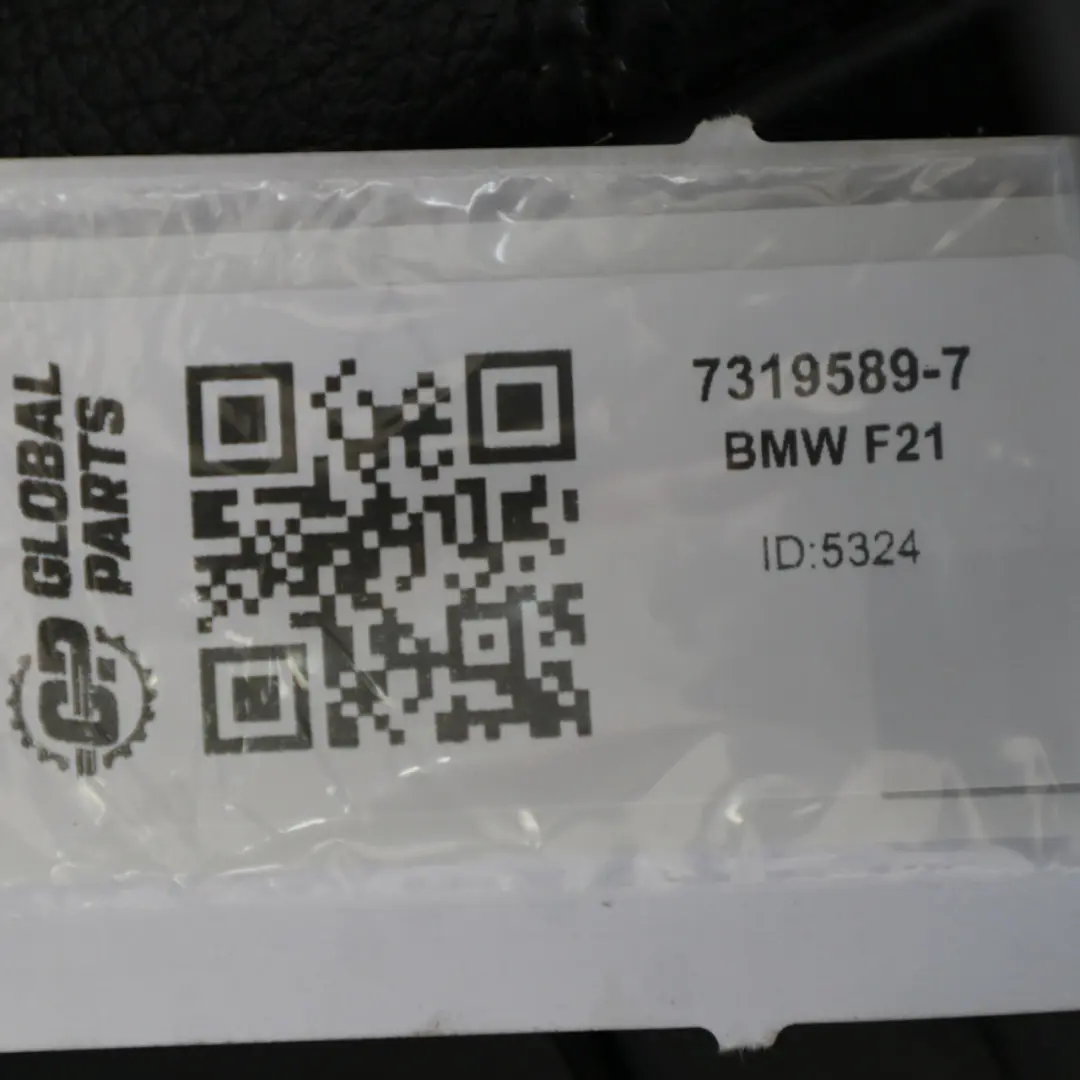 GLOBAL
PARTS
7319589-7
BMW F21
ID:5324